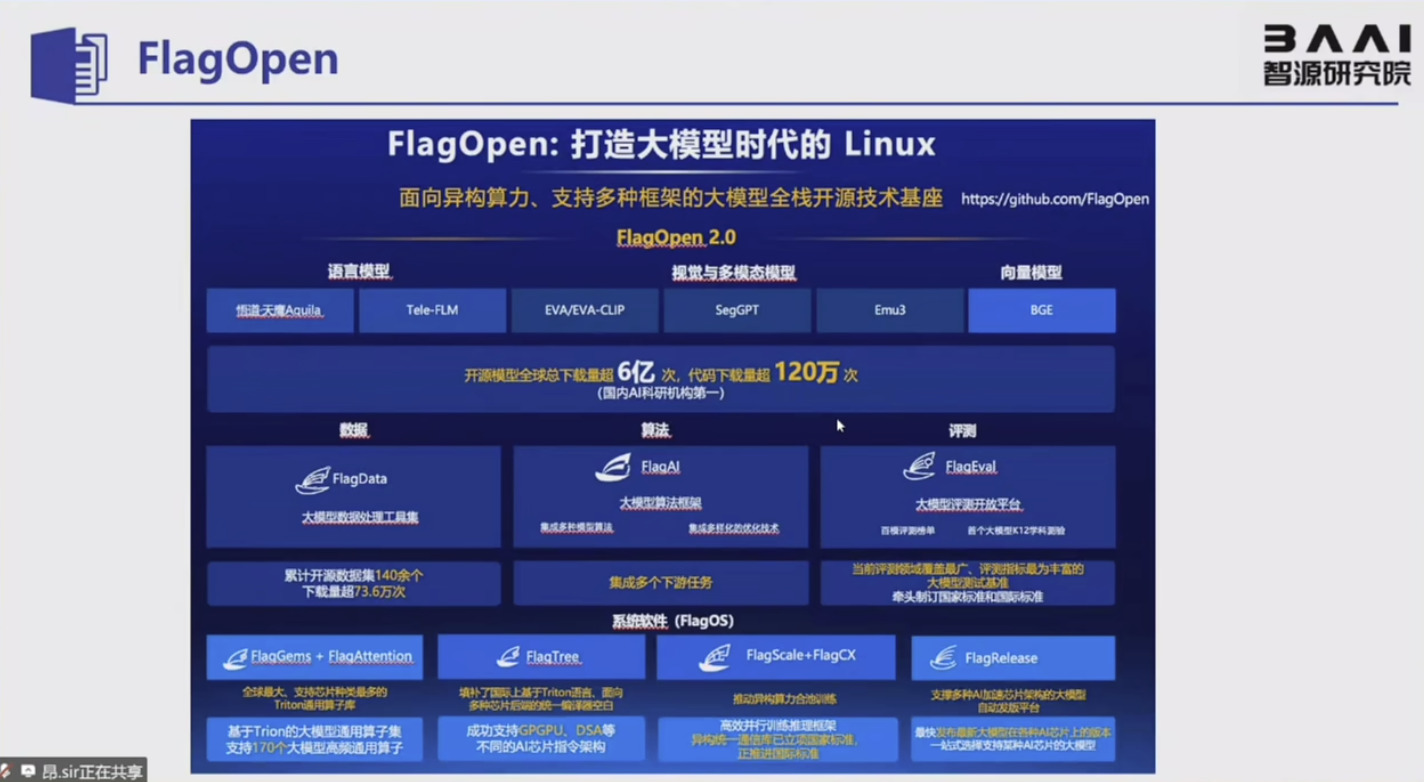 FlagOpen
BAAI
智源研究院
FlagOpen: 打造大模型时代的 Linux
面向异构算力、支持多种框架的大模型全栈开源技术基座 https://github.com/FlagOpen
FlagOpen 2.0
语言模型 视觉与多模态模型 向量模型
悟道·天鹰Aquila Tele-FLM EVA/EVA-CLIP SegGPT Emu3 BGE
开源模型全球总下载量超 6亿 次，代码下载量超 120万 次
(国内AI科研机构第一)
数据 算法 评测
FlagData FlagAI FlagEval
大模型数据处理工具集 大模型算法框架 大模型评测开放平台
集成多种模型算法 集成多样化的优化技术 百模评测榜单 首个大模型K12学科测验
累计开源数据集140余个
下载量超73.6万次
集成多个下游任务
当前评测领域覆盖最广、评测指标最为丰富的
大模型测试基准
牵头制订国家标准和国际标准
系统软件 (FlagOS)
FlagGems + FlagAttention FlagTree FlagScale+FlagCX FlagRelease
全球最大、支持芯片种类最多的
Triton通用算子库
填补了国际上基于Triton语言、面向
多种芯片后端的统一编译器空白
推动异构算力合池训练
支撑多种AI加速芯片架构的大模型
自动发版平台
基于Trion的大模型通用算子集
支持170个大模型高频通用算子
成功支持GPGPU、DSA等
不同的AI芯片指令架构
高效并行训练推理框架
异构统一通信库已立项国家标准，
正推进国际标准
最快发布最新大模型在各种AI芯片上的版本
一站式选择支持某种AI芯片的大模型
昂.sir正在共享